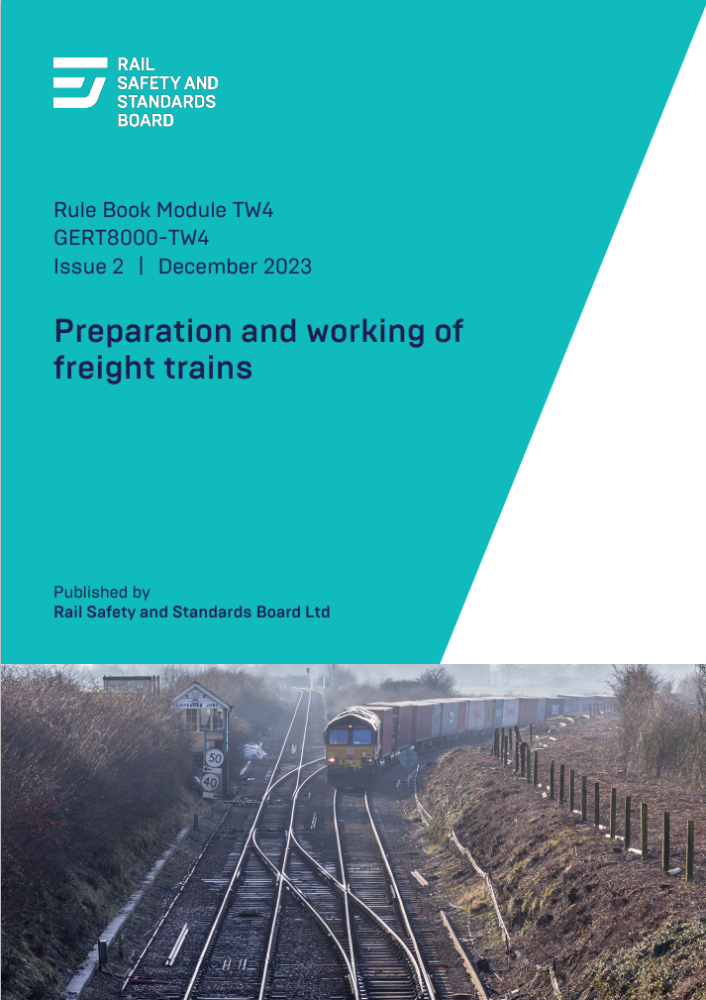 RAIL
SAFETY AND
STANDARDS
BOARD
Rule Book Module TW4
GERT8000-TW4
Issue 2 | December 2023
Preparation and working of
freight trains
Published by
Rail Safety and Standards Board Ltd
50
40